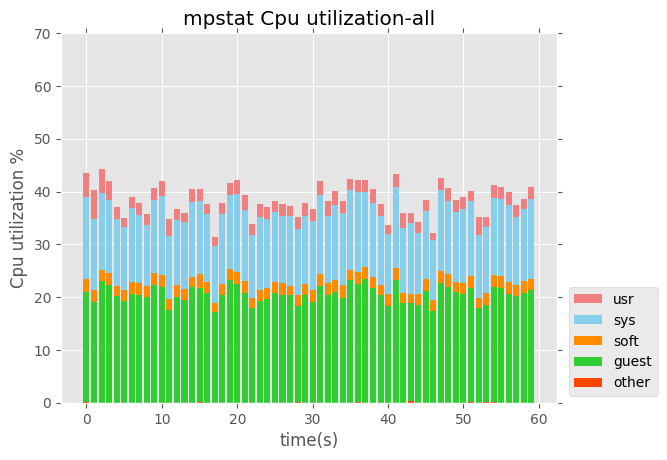 mpstat Cpu utilization-all
Cpu utilization %
70
60
50
40
30
20
10
0
0 10 20 30 40 50 60
time(s)
usr
sys
soft
guest
other